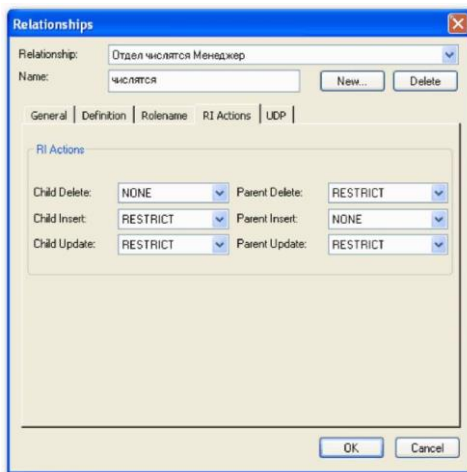 Relationships
Relationship: Отдел числятся Менеджер
Name: числятся New... Delete
General Definition Rolename RI Actions UDP
RI Actions
Child Delete: NONE Parent Delete: RESTRICT
Child Insert: RESTRICT Parent Insert: NONE
Child Update: RESTRICT Parent Update: RESTRICT
OK Cancel